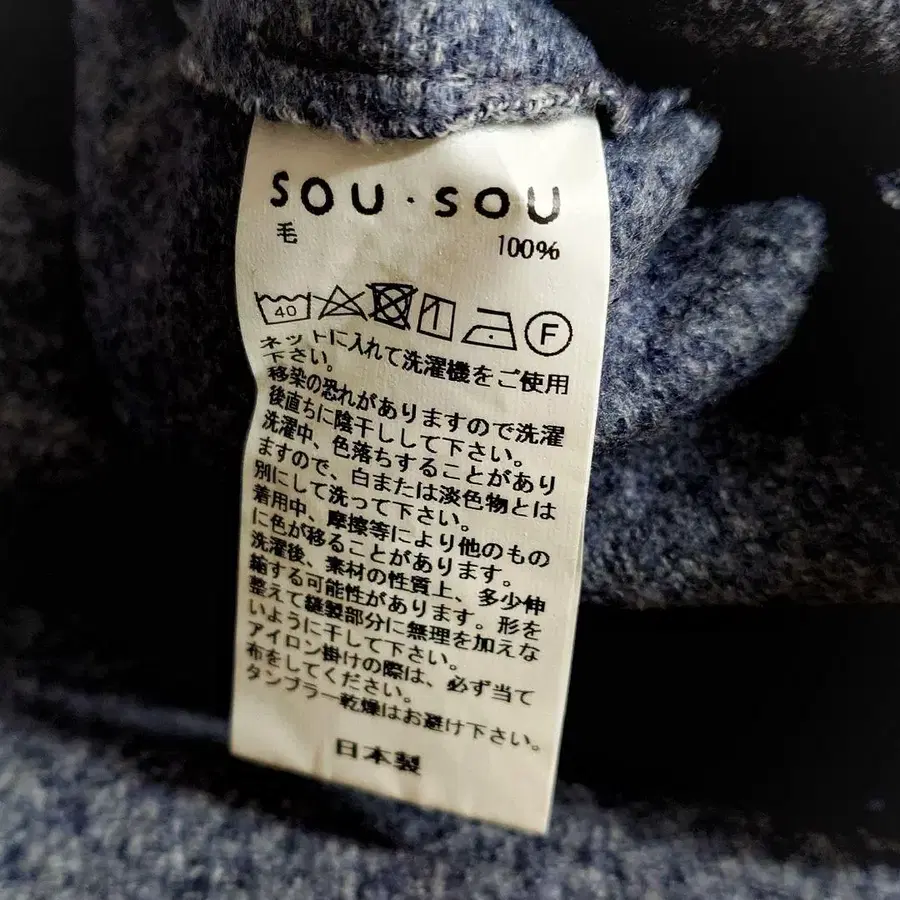 SOU・SOU
毛 100%
40 F
ネットに入れて洗濯機をご使用
下さい。
移染の恐れがありますので洗濯
後直ちに陰干しして下さい。
洗濯中、色落ちすることがあり
ますので、白または淡色物とは
別にして洗って下さい。
着用中、摩擦等により他のもの
に色が移ることがあります。
洗濯後、素材の性質上、多少伸
縮する可能性があります。形を
整えて縫製部分に無理を加えな
いように干して下さい。
アイロン掛けの際は、必ず当て
布をしてください。
タンブラー乾燥はお避け下さい。
日本製